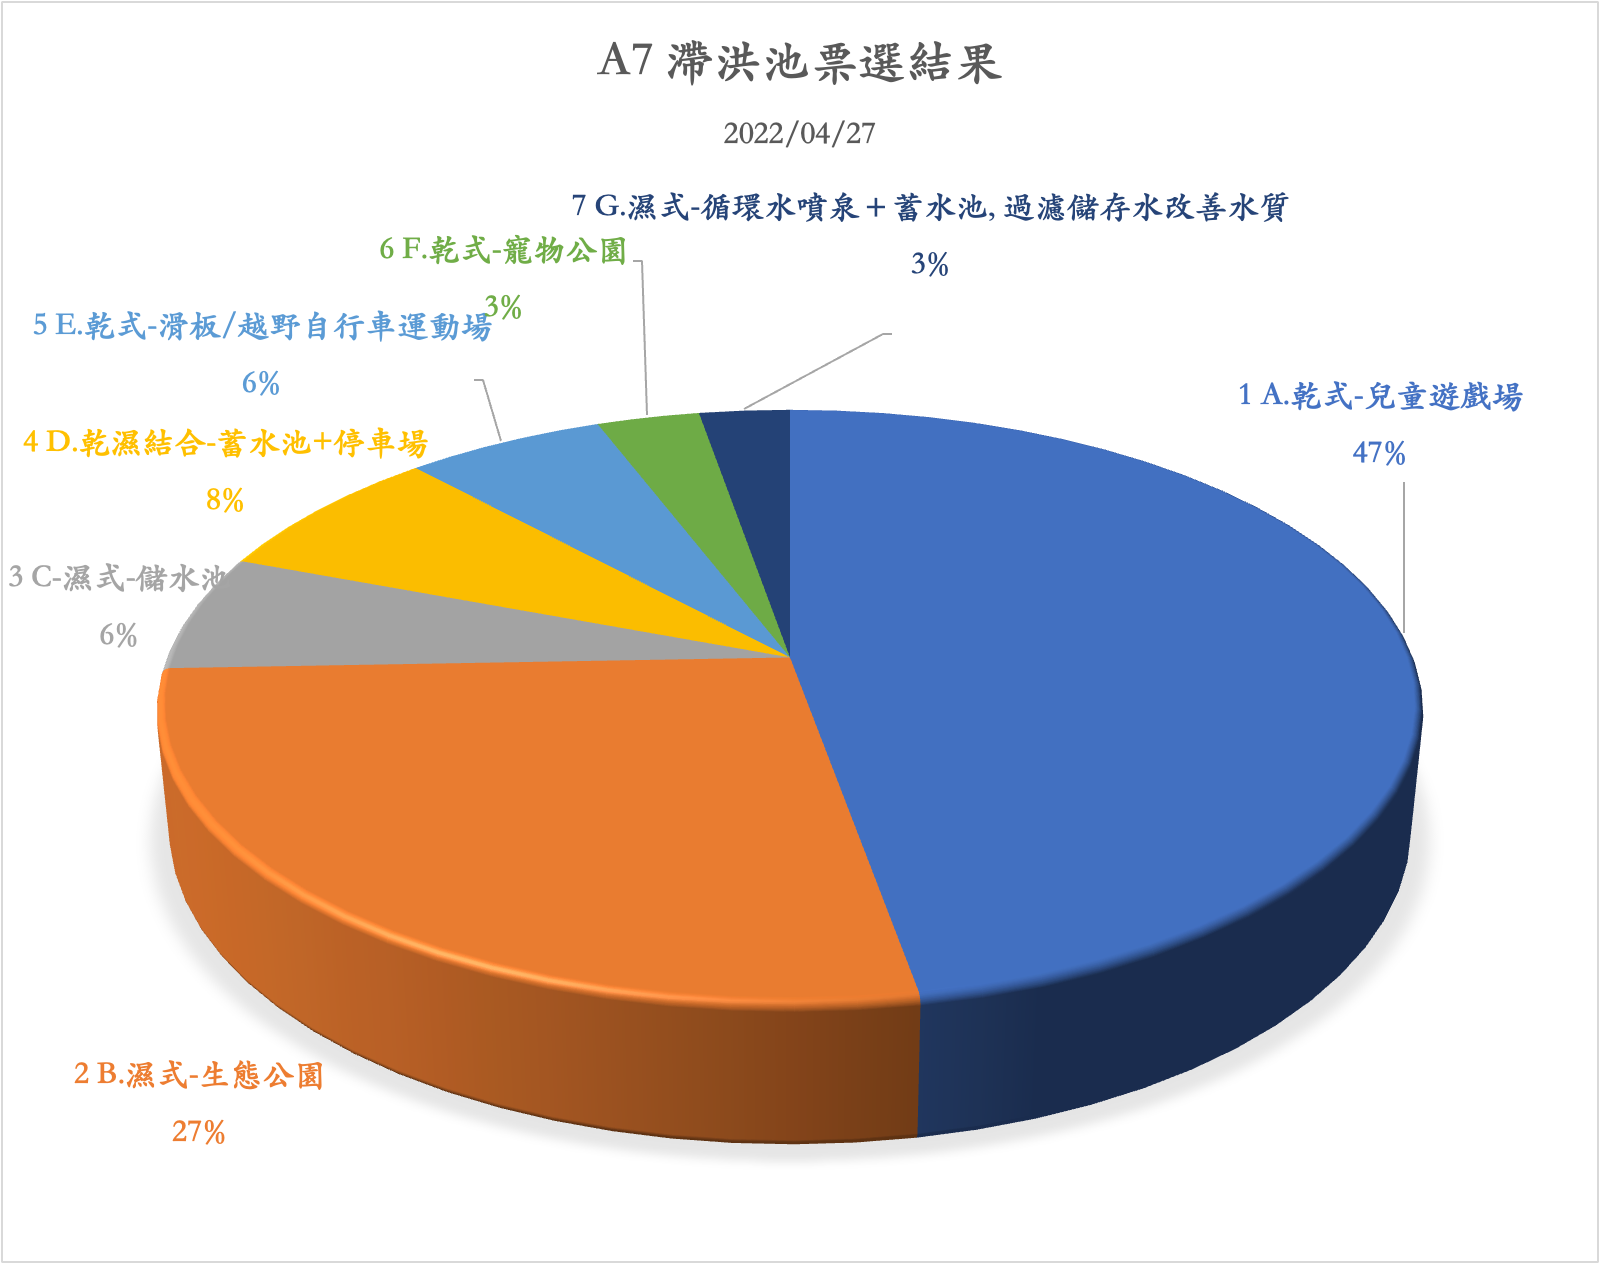 A7 滯洪池票選結果
2022/04/27
7 G.濕式-循環水噴泉 + 蓄水池, 過濾儲存水改善水質
3%
6 F.乾式-寵物公園
3%
5 E.乾式-滑板/越野自行車運動場
6%
1 A.乾式-兒童遊戲場
47%
4 D.乾濕結合-蓄水池+停車場
8%
3 C-濕式-儲水池
6%
2 B.濕式-生態公園
27%